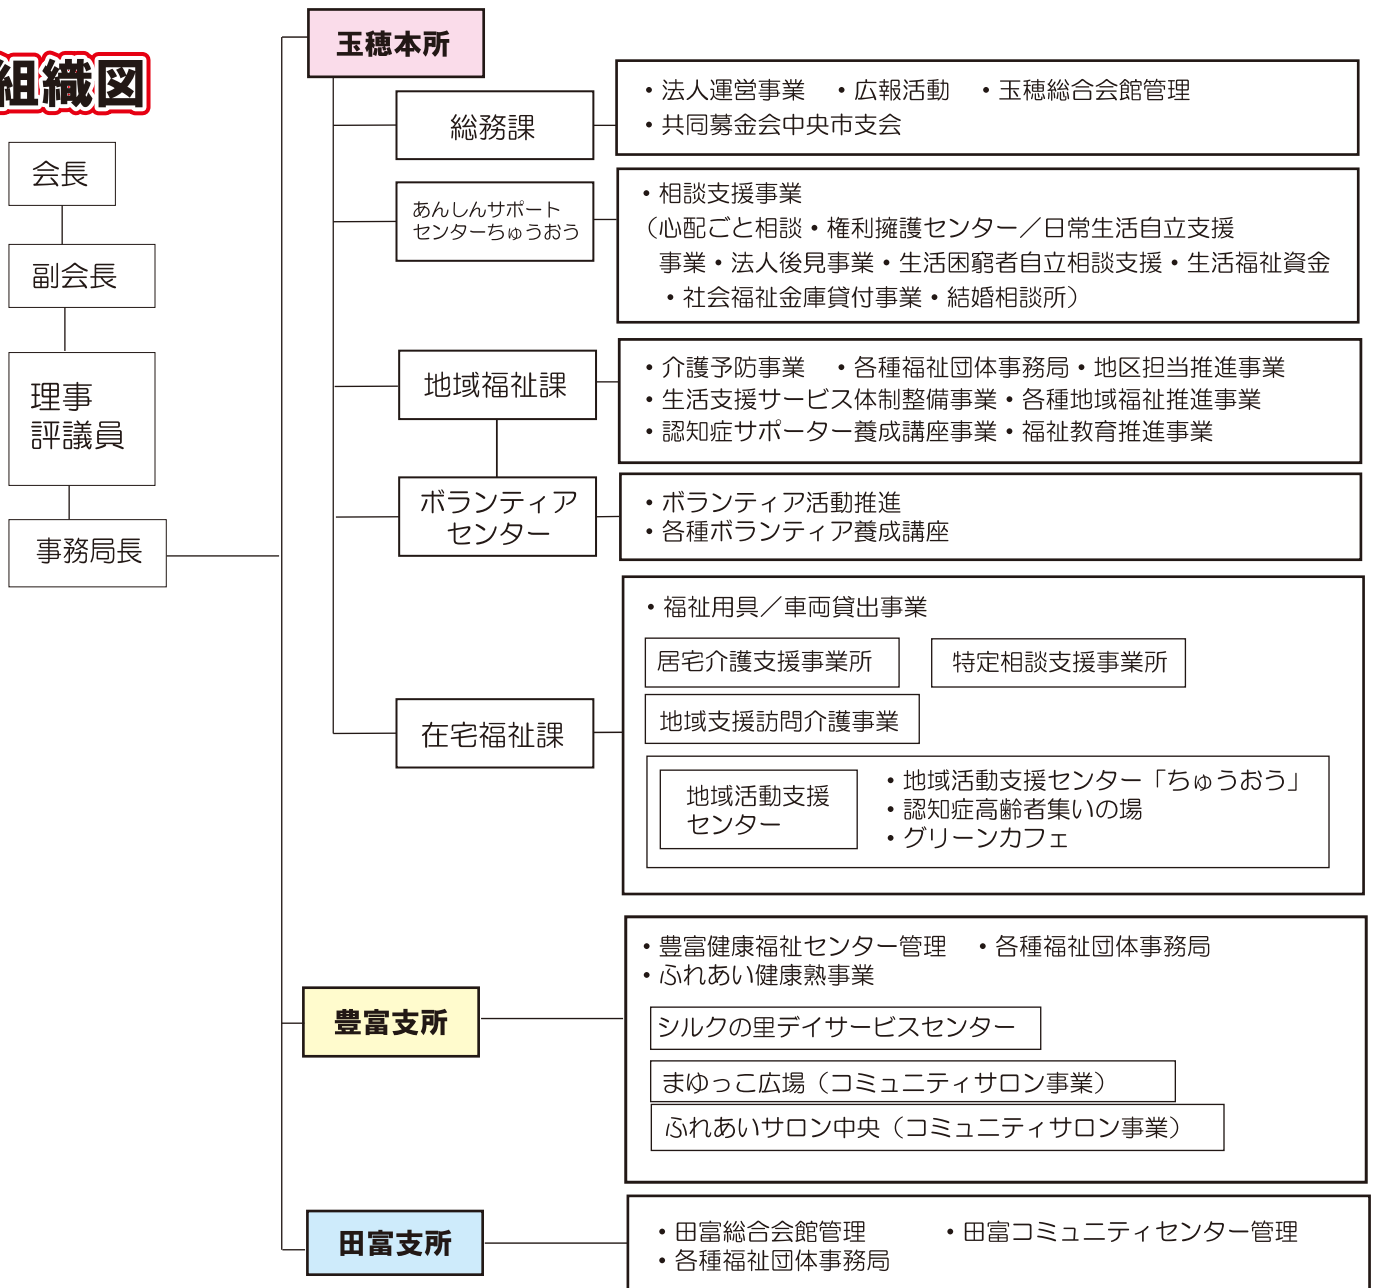 組織図
会長
副会長
理事
評議員
事務局長
玉穂本所
総務課
・法人運営事業　・広報活動　・玉穂総合会館管理
・共同募金会中央市支会
あんしんサポート
センターちゅうおう
・相談支援事業
（心配ごと相談・権利擁護センター／日常生活自立支援
事業・法人後見事業・生活困窮者自立相談支援・生活福祉資金
・社会福祉金庫貸付事業・結婚相談所）
地域福祉課
・介護予防事業　・各種福祉団体事務局・地区担当推進事業
・生活支援サービス体制整備事業・各種地域福祉推進事業
・認知症サポーター養成講座事業・福祉教育推進事業
ボランティア
センター
・ボランティア活動推進
・各種ボランティア養成講座
在宅福祉課
・福祉用具／車両貸出事業
居宅介護支援事業所　特定相談支援事業所
地域支援訪問介護事業
地域活動支援
センター
・地域活動支援センター「ちゅうおう」
・認知症高齢者集いの場
・グリーンカフェ
豊富支所
・豊富健康福祉センター管理　・各種福祉団体事務局
・ふれあい健康熟事業
シルクの里デイサービスセンター
まゆっこ広場（コミュニティサロン事業）
ふれあいサロン中央（コミュニティサロン事業）
田富支所
・田富総合会館管理　・田富コミュニティセンター管理
・各種福祉団体事務局